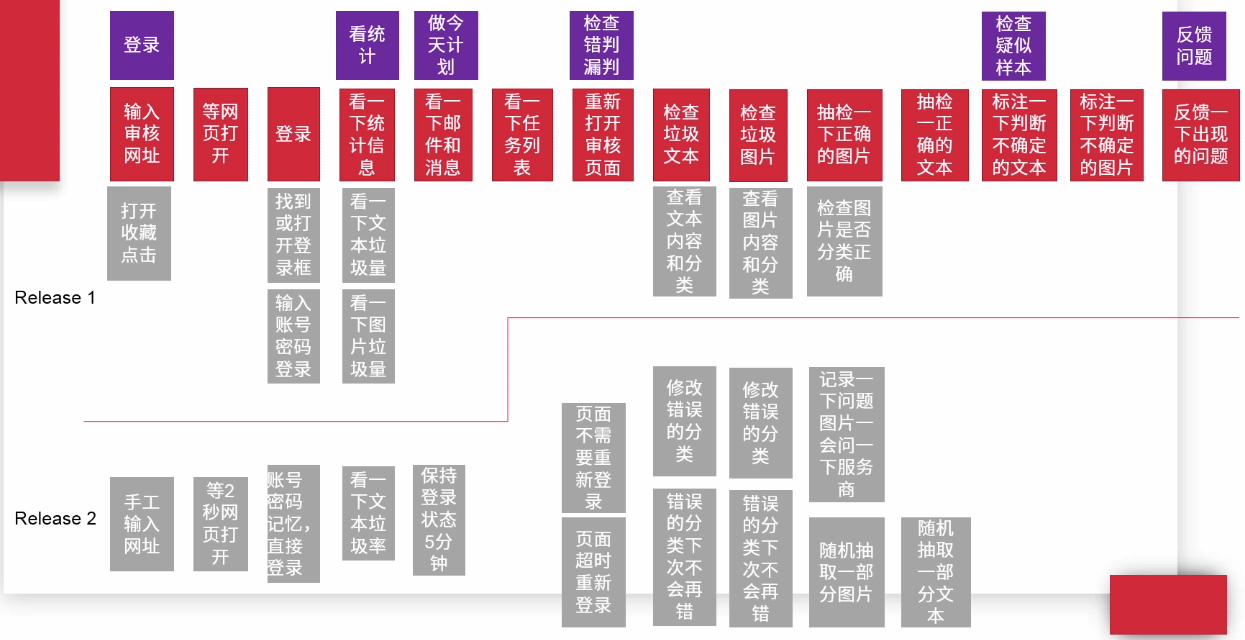 登录
看统
计
做今
天计
划
检查
错判
漏判
检查
疑似
样本
反馈
问题
输入
审核
网址
等网
页打
开
登录
看一
下统
计信
息
看一
下邮
件和
消息
看一
下任
务列
表
重新
打开
审核
页面
检查
垃圾
文本
检查
垃圾
图片
抽检一
下正确
的图片
抽检
一正
确的
文本
标注一
下判断
不确定
的文本
标注一
下判断
不确定
的图片
反馈一
下出现
的问题
打开
收藏
点击
找到
或打
开登
录框
看一
下文
本垃
圾量
查看
文本
内容
和分
类
查看
图片
内容
和分
类
检查图
片是否
分类正
确
Release 1
输入
账号
密码
登录
看一
下图
片垃
圾量
页面
不需
要重
新登
录
修改
错误
的分
类
修改
错误
的分
类
记录一
下问题
图片一
会问一
下服务
商
Release 2
手工
输入
网址
等2
秒网
页打
开
账号
密码
记忆，
直接
登录
看一
下文
本垃
圾率
保持
登录
状态
5分
钟
页面
超时
重新
登录
错误
的分
类下
次不
会再
错
错误
的分
类下
次不
会再
错
随机抽
取一部
分图片
随机
抽取
一部
分文
本